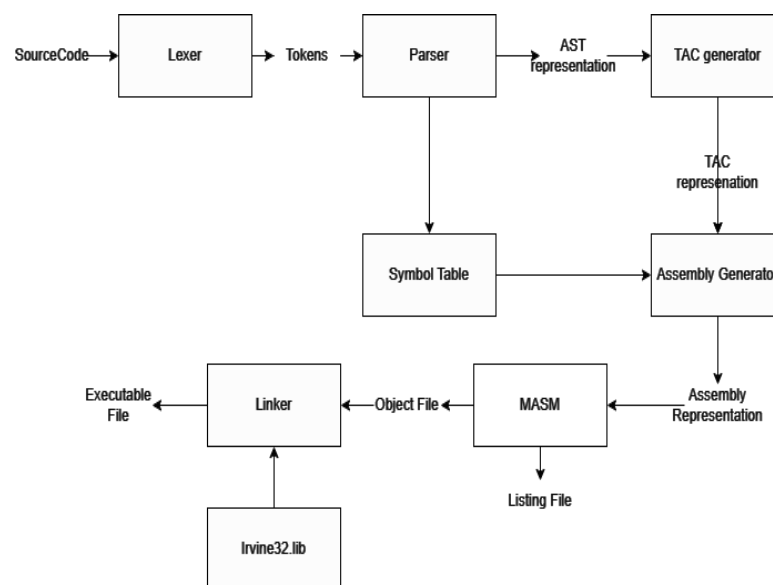 SourceCode
Lexer
Tokens
Parser
AST
representation
TAC generator
TAC
represenation
Symbol Table
Assembly Generator
Executable
File
Linker
Object File
MASM
Assembly
Representation
Listing File
Irvine32.lib